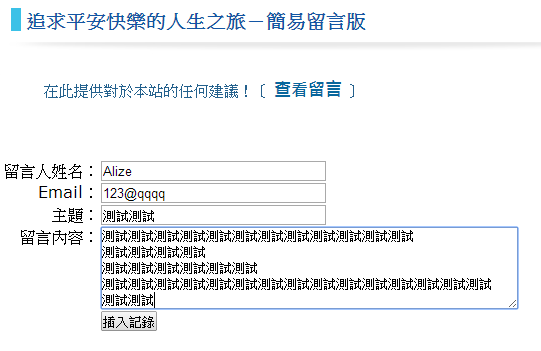 追求平安快樂的人生之旅－簡易留言版
在此提供對於本站的任何建議！〔 查看留言 〕
留言人姓名： Alize
Email： 123@qqqq
主題： 測試測試
留言內容： 測試測試測試測試測試測試測試測試測試測試測試測試
測試測試測試測試
測試測試測試測試測試測試
測試測試測試測試測試測試測試測試測試測試測試測試測試測試測試
測試測試
插入記錄